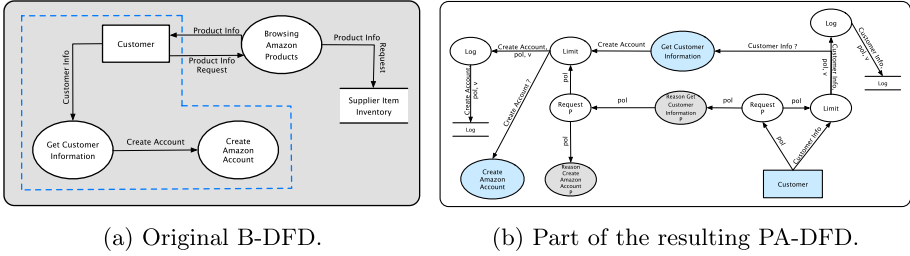 Product Info
Customer
Browsing
Amazon
Products
Product Info
Request
Product Info
Request
Customer Info
Supplier Item
Inventory
Get Customer
Information
Create Account
Create
Amazon
Account
(a) Original B-DFD.
Log
Create Account,
pol, v
Limit
Create Account
Get Customer
Information
Customer Info ?
Log
Customer Info
pol, v
Customer Info
pol, v
Log
Create Account
pol, v
Log
Create Account ?
pol
Request
P
pol
Reason Get
Customer
Information
P
pol
Request
P
pol
Limit
pol
Create
Amazon
Account
Reason
Create
Amazon
Account
P
pol
Customer Info
Customer
(b) Part of the resulting PA-DFD.